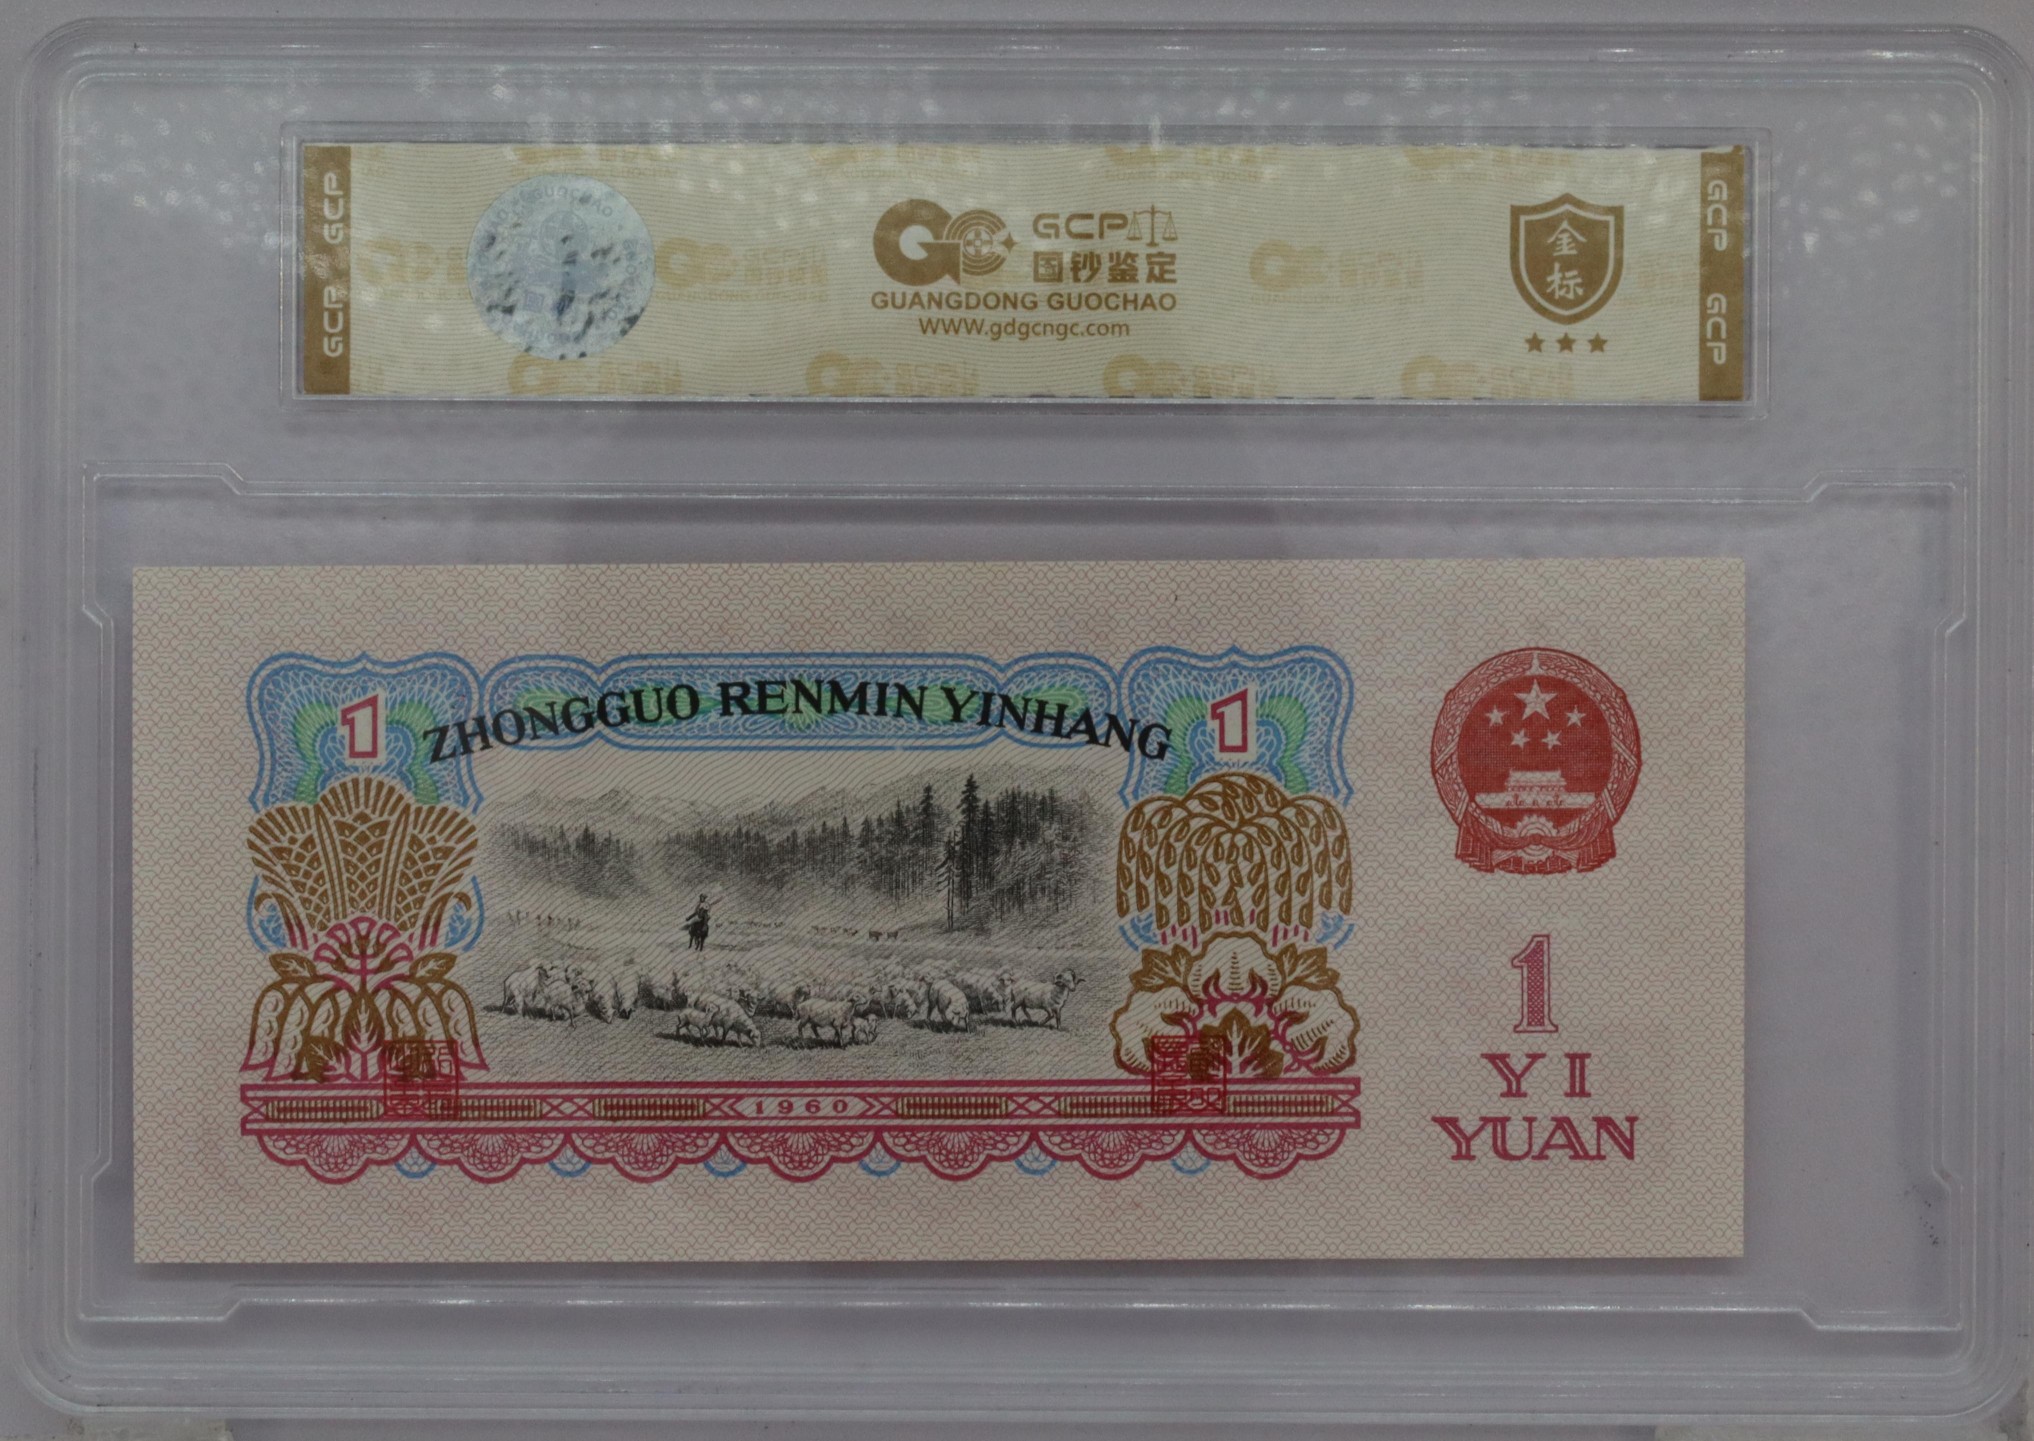 GCP GCP
GCP
国钞鉴定
GUANGDONG GUOCHAO
WWW.gdgcngc.com
金
标
GCP GCP
GUOCHAO
1
ZHONGGUO RENMIN YINHANG
1
1960
1
YI
YUAN